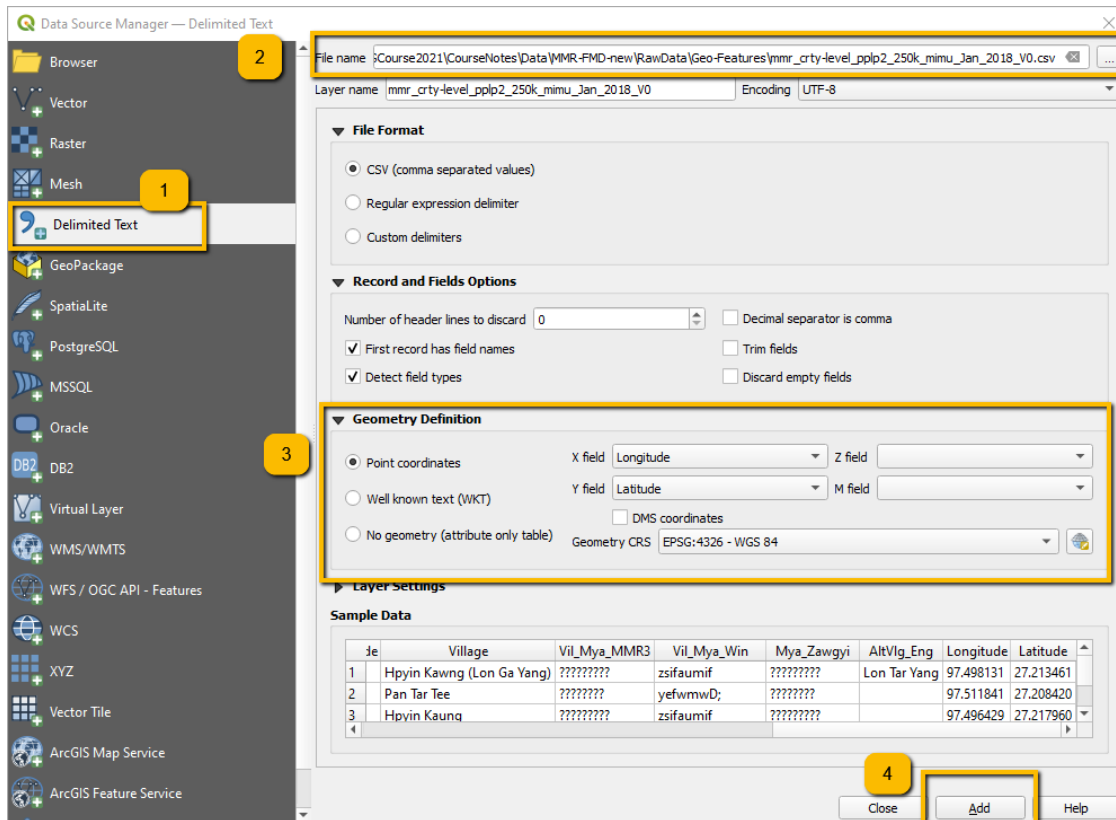 Data Source Manager — Delimited Text
Browser
Vector
Raster
Mesh
1
Delimited Text
GeoPackage
SpatiaLite
PostgreSQL
MSSQL
Oracle
DB2 DB2
Virtual Layer
WMS/WMTS
WFS / OGC API - Features
WCS
XYZ
Vector Tile
ArcGIS Map Service
ArcGIS Feature Service
2
File name Course2021\CourseNotes\Data\MMR-FMD-new\RawData\Geo-Features\mmr_crty-level_pplp2_250k_mimu_Jan_2018_V0.csv ...
Layer name mmr_crty-level_pplp2_250k_mimu_Jan_2018_V0 Encoding UTF-8
File Format
CSV (comma separated values)
Regular expression delimiter
Custom delimiters
Record and Fields Options
Number of header lines to discard 0 Decimal separator is comma
First record has field names Trim fields
Detect field types Discard empty fields
3
Geometry Definition
Point coordinates X field Longitude Z field
Well known text (WKT) Y field Latitude M field
DMS coordinates
No geometry (attribute only table) Geometry CRS EPSG:4326 - WGS 84
Layer Settings
Sample Data
de Village Vil_Mya_MMR3 Vil_Mya_Win Mya_Zawgyi AltVlg_Eng Longitude Latitude
1 Hpyin Kawng (Lon Ga Yang) ????????? zsifaumif ????????? Lon Tar Yang 97.498131 27.213461
2 Pan Tar Tee ???????? yefwmwD; ???????? 97.511841 27.208420
3 Hpyin Kaung ????????? zsifaumif ????????? 97.496429 27.217960
4
Close Add Help